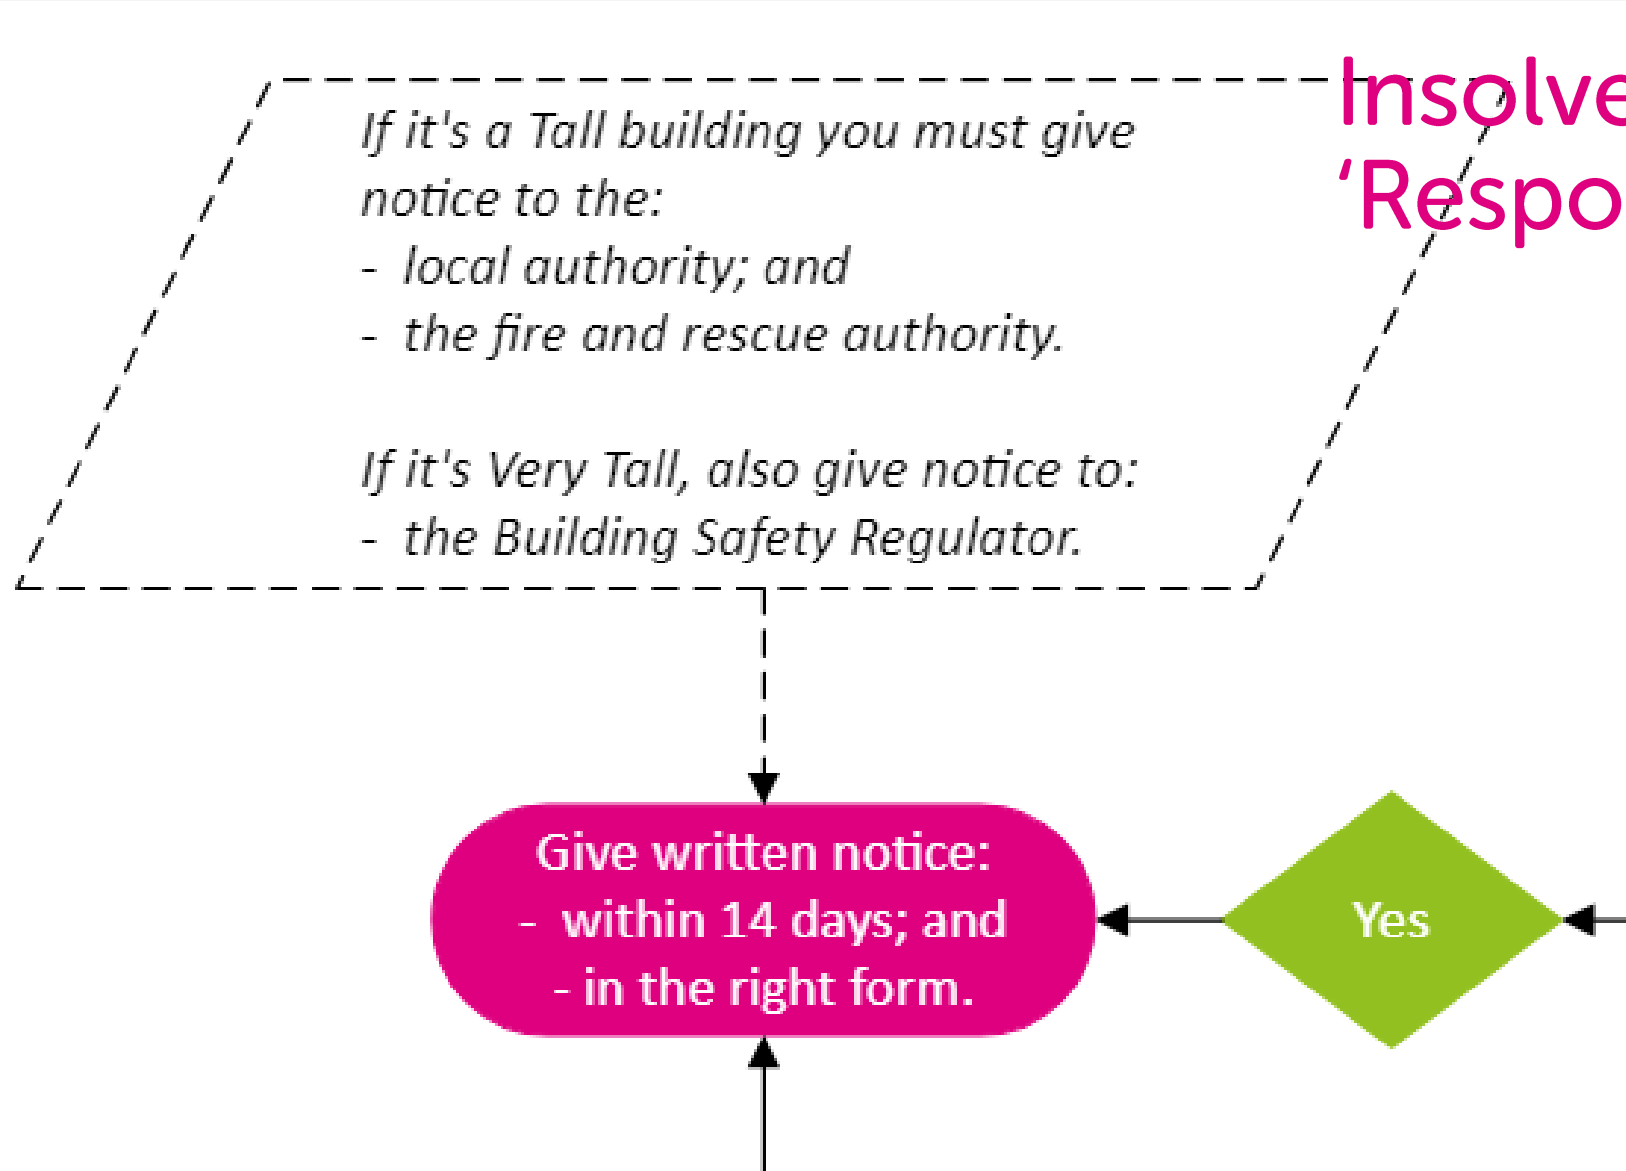 If it's a Tall building you must give
notice to the:
- local authority; and
- the fire and rescue authority.
If it's Very Tall, also give notice to:
- the Building Safety Regulator.
Insolve
‘Respo
Give written notice:
- within 14 days; and
- in the right form.
Yes